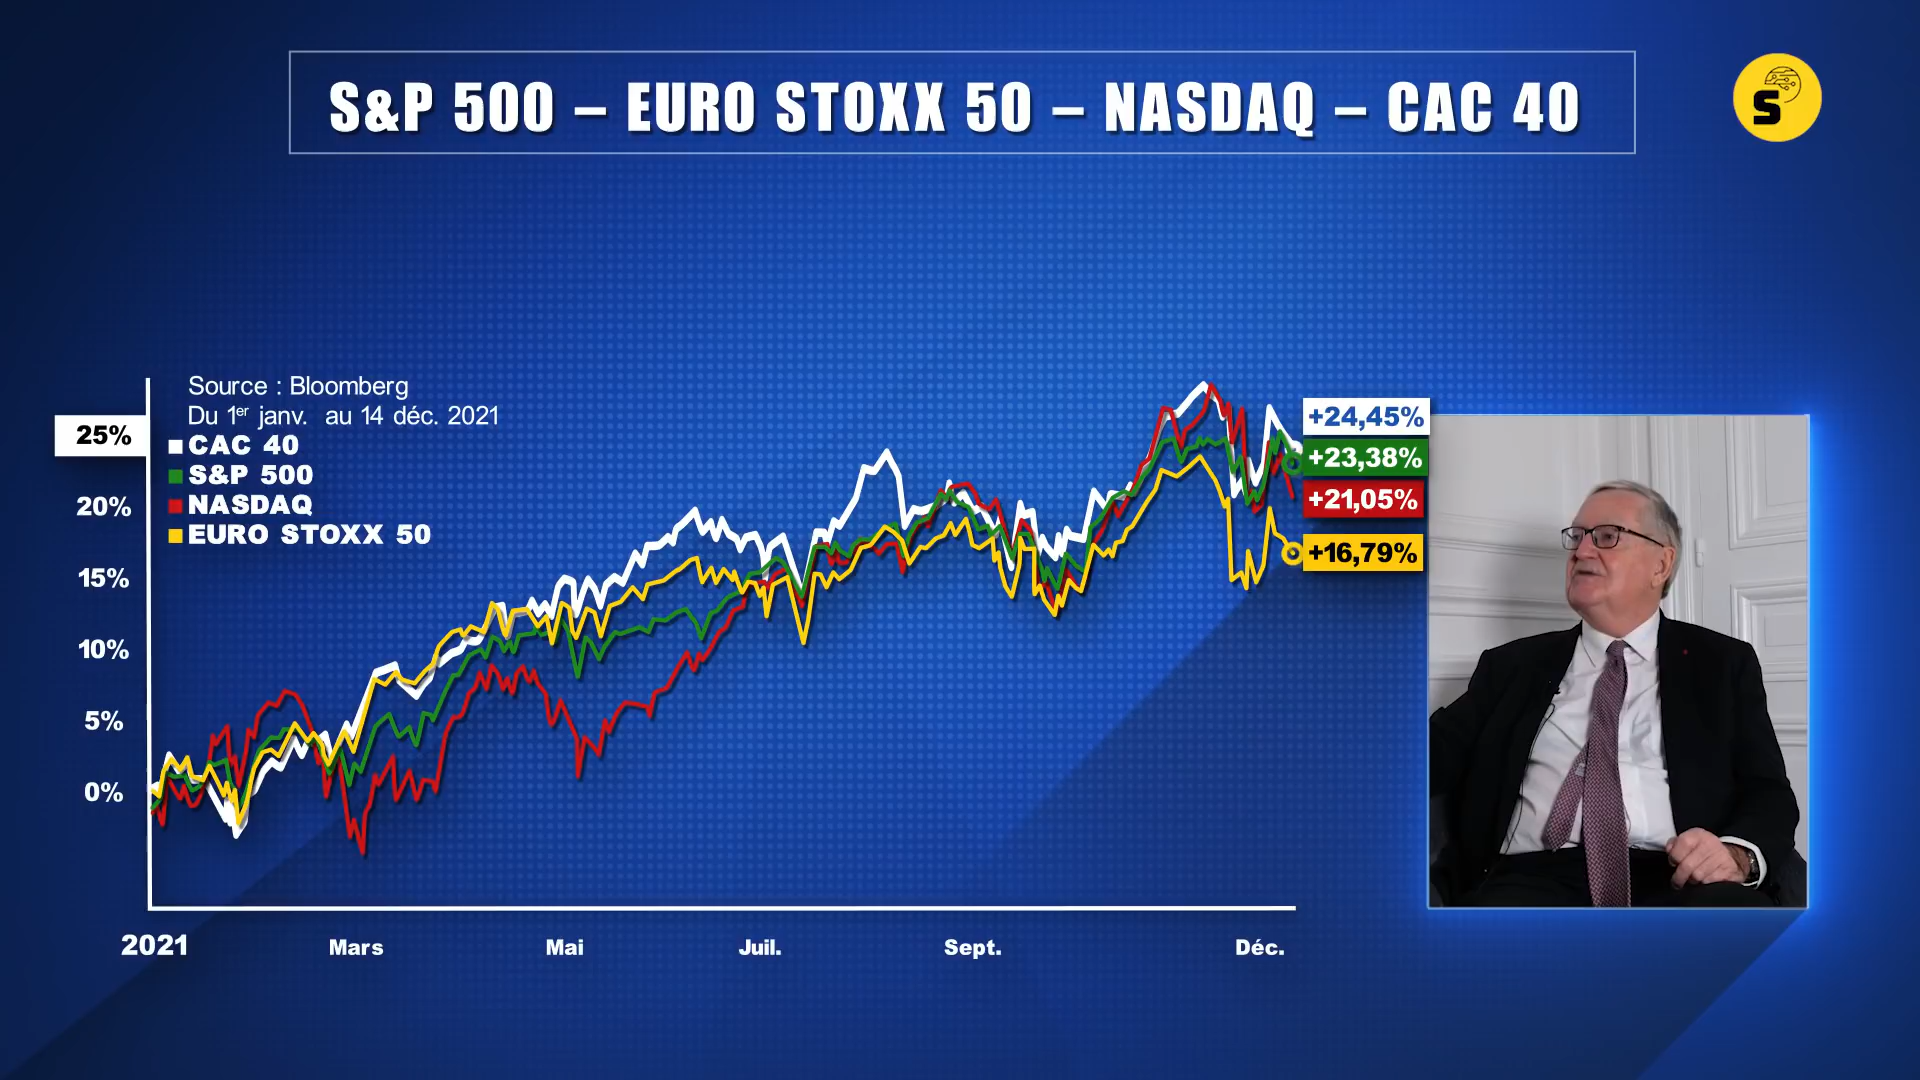 S&P 500 – EURO STOXX 50 – NASDAQ – CAC 40
S
Source : Bloomberg
Du 1er janv. au 14 déc. 2021
CAC 40
S&P 500
NASDAQ
EURO STOXX 50
25%
20%
15%
10%
5%
0%
+24,45%
+23,38%
+21,05%
+16,79%
2021
Mars
Mai
Juil.
Sept.
Déc.